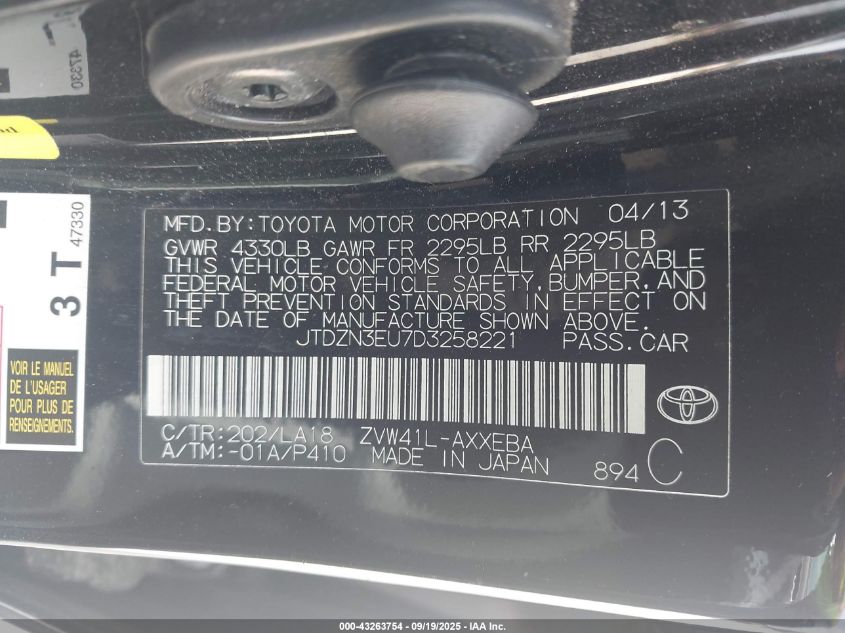 47330
3 T
47330
VOIR LE MANUEL
DE L'USAGER
POUR PLUS DE
RENSEIGNEMENTS.
MFD.BY:TOYOTA MOTOR CORPORATION 04/13
GVWR 4330LB GAWR FR 2295LB RR 2295LB
THIS VEHICLE CONFORMS TO ALL APPLICABLE
FEDERAL MOTOR VEHICLE SAFETY,BUMPER,AND
THEFT PREVENTION STANDARDS IN EFFECT ON
THE DATE OF MANUFACTURE SHOWN ABOVE.
JTDZN3EU7D3258221 PASS.CAR
C/TR:202/LA18 ZVW41L-AXXEBA
A/TM:-01A/P410 MADE IN JAPAN 894 C
000-43263754 - 09/19/2025 - IAA Inc.